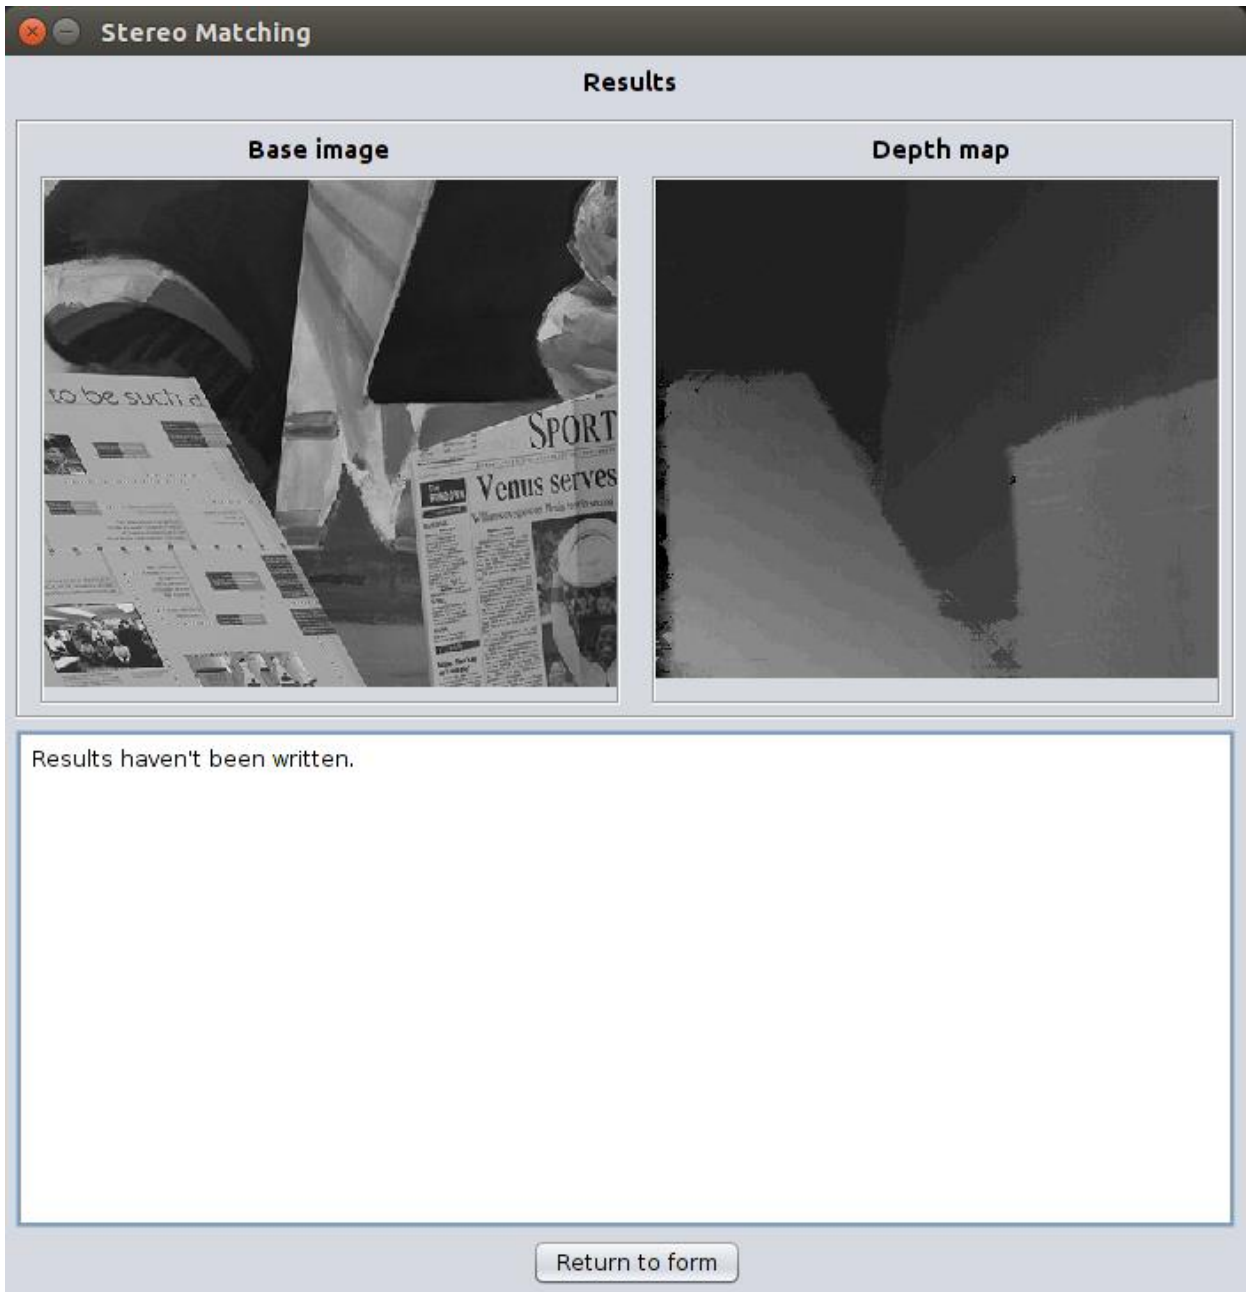 Stereo Matching
Results
Base image
Depth map
to be such a
SPORT
Venus serves
Results haven't been written.
Return to form